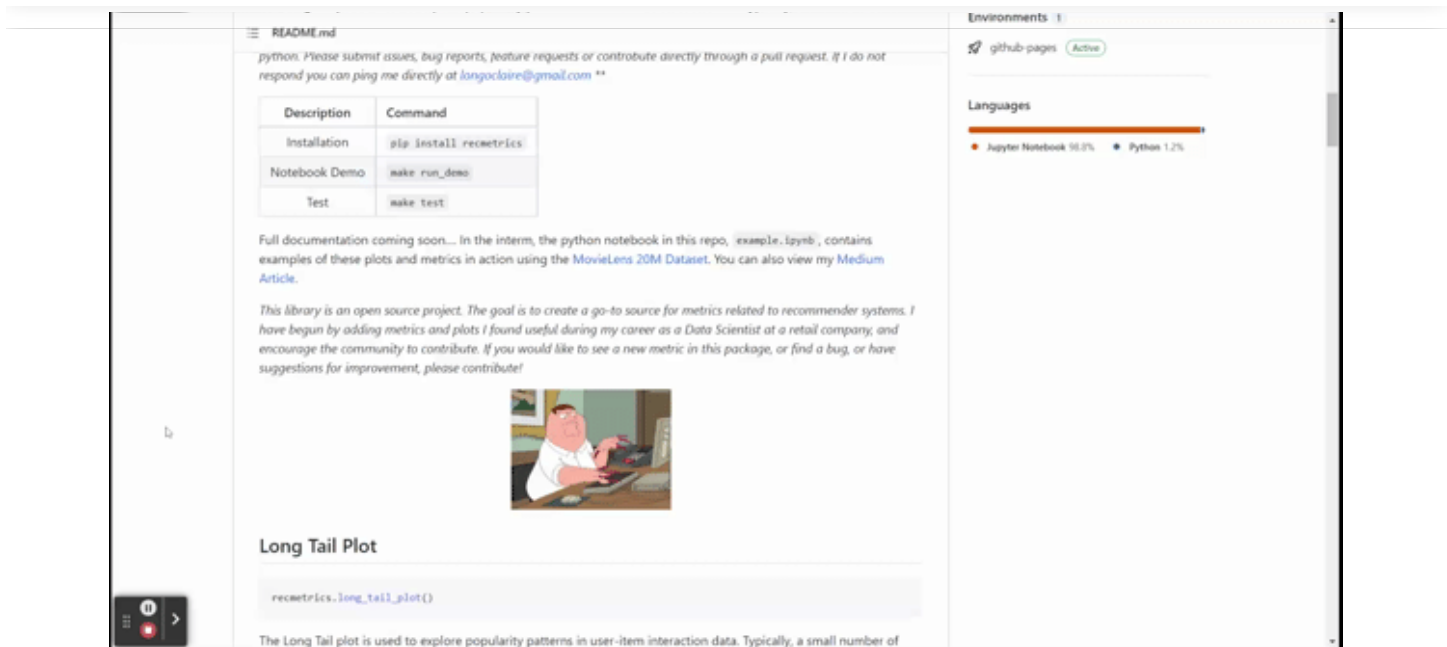 README.md
python. Please submit issues, bug reports, feature requests or controbute directly through a pull request. If I do not
respond you can ping me directly at longoclaire@gmail.com **
Description Command
Installation pip install recmetrics
Notebook Demo make run_demo
Test make test
Full documentation coming soon... In the interm, the python notebook in this repo, example.ipynb, contains
examples of these plots and metrics in action using the MovieLens 20M Dataset. You can also view my Medium
Article.
This library is an open source project. The goal is to create a go-to source for metrics related to recommender systems. I
have begun by adding metrics and plots I found useful during my career as a Data Scientist at a retail company, and
encourage the community to contribute. If you would like to see a new metric in this package, or find a bug, or have
suggestions for improvement, please contribute!
Long Tail Plot
recmetrics.long_tail_plot()
The Long Tail plot is used to explore popularity patterns in user-item interaction data. Typically, a small number of
Environments 1
github-pages Active
Languages
Jupyter Notebook 98.8% Python 1.2%